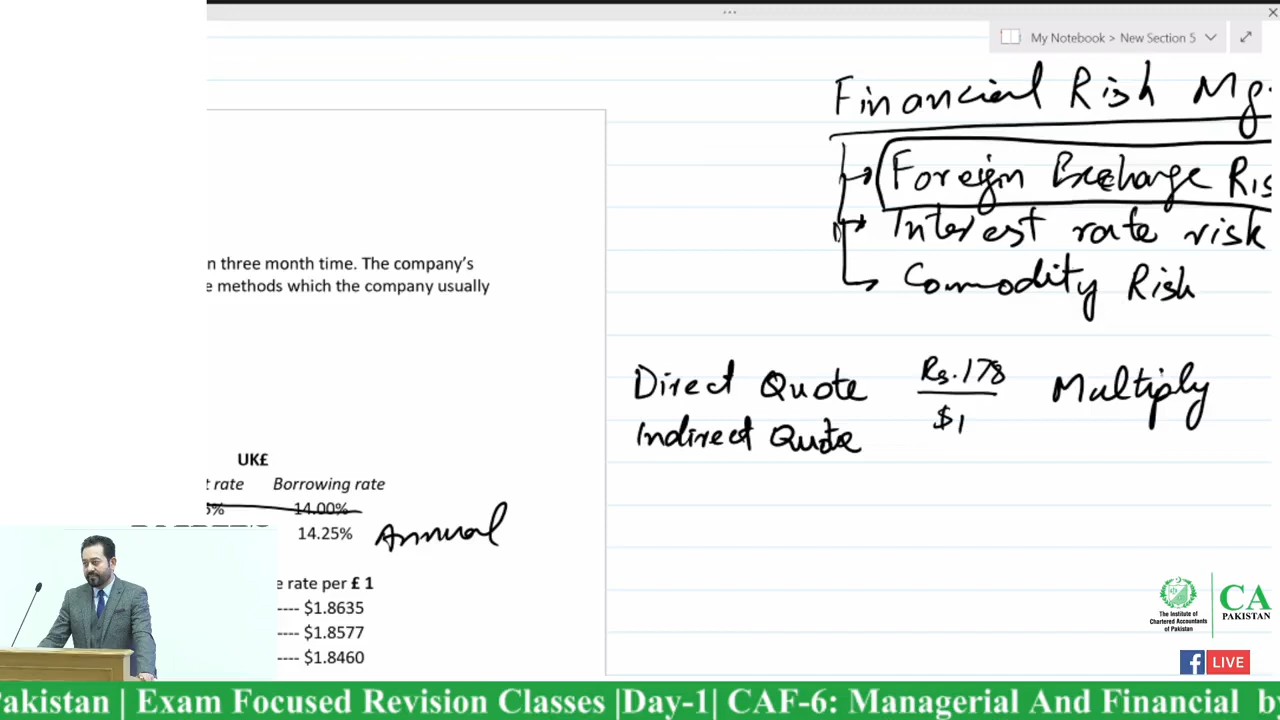 ...
My Notebook > New Section 5
Financial Risk Mg.
Foreign Exchange Ris
Interest rate risk
Commodity Risk
n three month time. The company's
e methods which the company usually
Direct Quote Rs.178 Multiply
$1
Indirect Quote
UK£
t rate Borrowing rate
% 14.00%
14.25% Annual
e rate per £ 1
---- $1.8635
---- $1.8577
---- $1.8460
The Institute of
Chartered Accountants
of Pakistan
CA
PAKISTAN
f LIVE
Pakistan | Exam Focused Revision Classes |Day-1| CAF-6: Managerial And Financial b